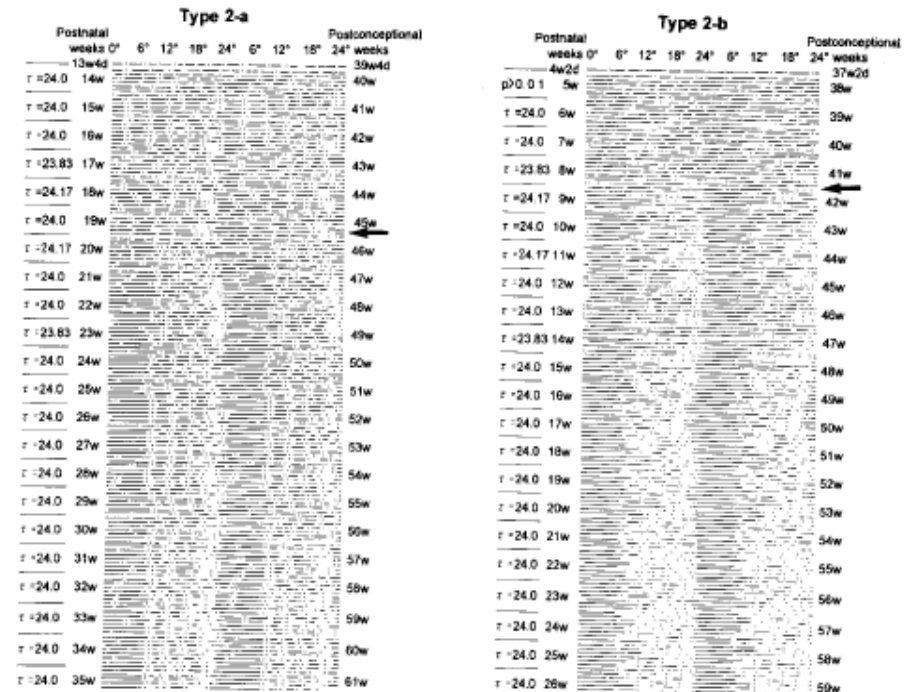 Type 2-a
Postnatal Postconceptional
weeks 0° 6° 12° 18° 24° 6° 12° 18° 24° weeks
13w4d 39w4d
τ =24.0 14w 40w
τ =24.0 15w 41w
τ =24.0 16w 42w
τ =23.83 17w 43w
τ =24.17 18w 44w
τ =24.0 19w 45w
τ =24.17 20w 46w
τ =24.0 21w 47w
τ =24.0 22w 48w
τ =23.83 23w 49w
τ =24.0 24w 50w
τ =24.0 25w 51w
τ =24.0 26w 52w
τ =24.0 27w 53w
τ =24.0 28w 54w
τ =24.0 29w 55w
τ =24.0 30w 56w
τ =24.0 31w 57w
τ =24.0 32w 58w
τ =24.0 33w 59w
τ =24.0 34w 60w
τ =24.0 35w 61w
Type 2-b
Postnatal Postconceptional
weeks 0° 6° 12° 18° 24° 6° 12° 18° 24° weeks
4w2d 37w2d
p>0.01 5w 38w
τ =24.0 6w 39w
τ =24.0 7w 40w
τ =23.83 8w 41w
τ =24.17 9w 42w
τ =24.0 10w 43w
τ =24.17 11w 44w
τ =24.0 12w 45w
τ =24.0 13w 46w
τ =23.83 14w 47w
τ =24.0 15w 48w
τ =24.0 16w 49w
τ =24.0 17w 50w
τ =24.0 18w 51w
τ =24.0 19w 52w
τ =24.0 20w 53w
τ =24.0 21w 54w
τ =24.0 22w 55w
τ =24.0 23w 56w
τ =24.0 24w 57w
τ =24.0 25w 58w
τ =24.0 26w 59w